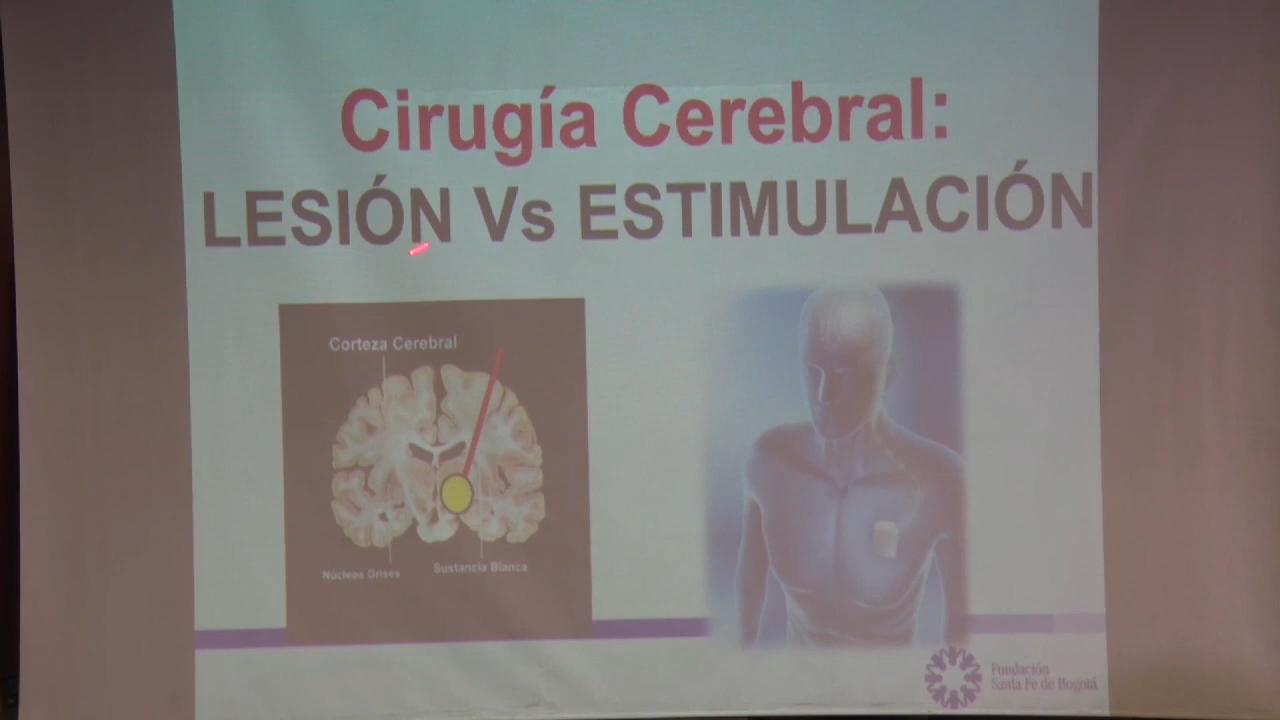 Cirugía Cerebral:
LESIÓN Vs ESTIMULACIÓN
Corteza Cerebral
Núcleos Grises
Sustancia Blanca
Fundación
Santa Fe de Bogotá